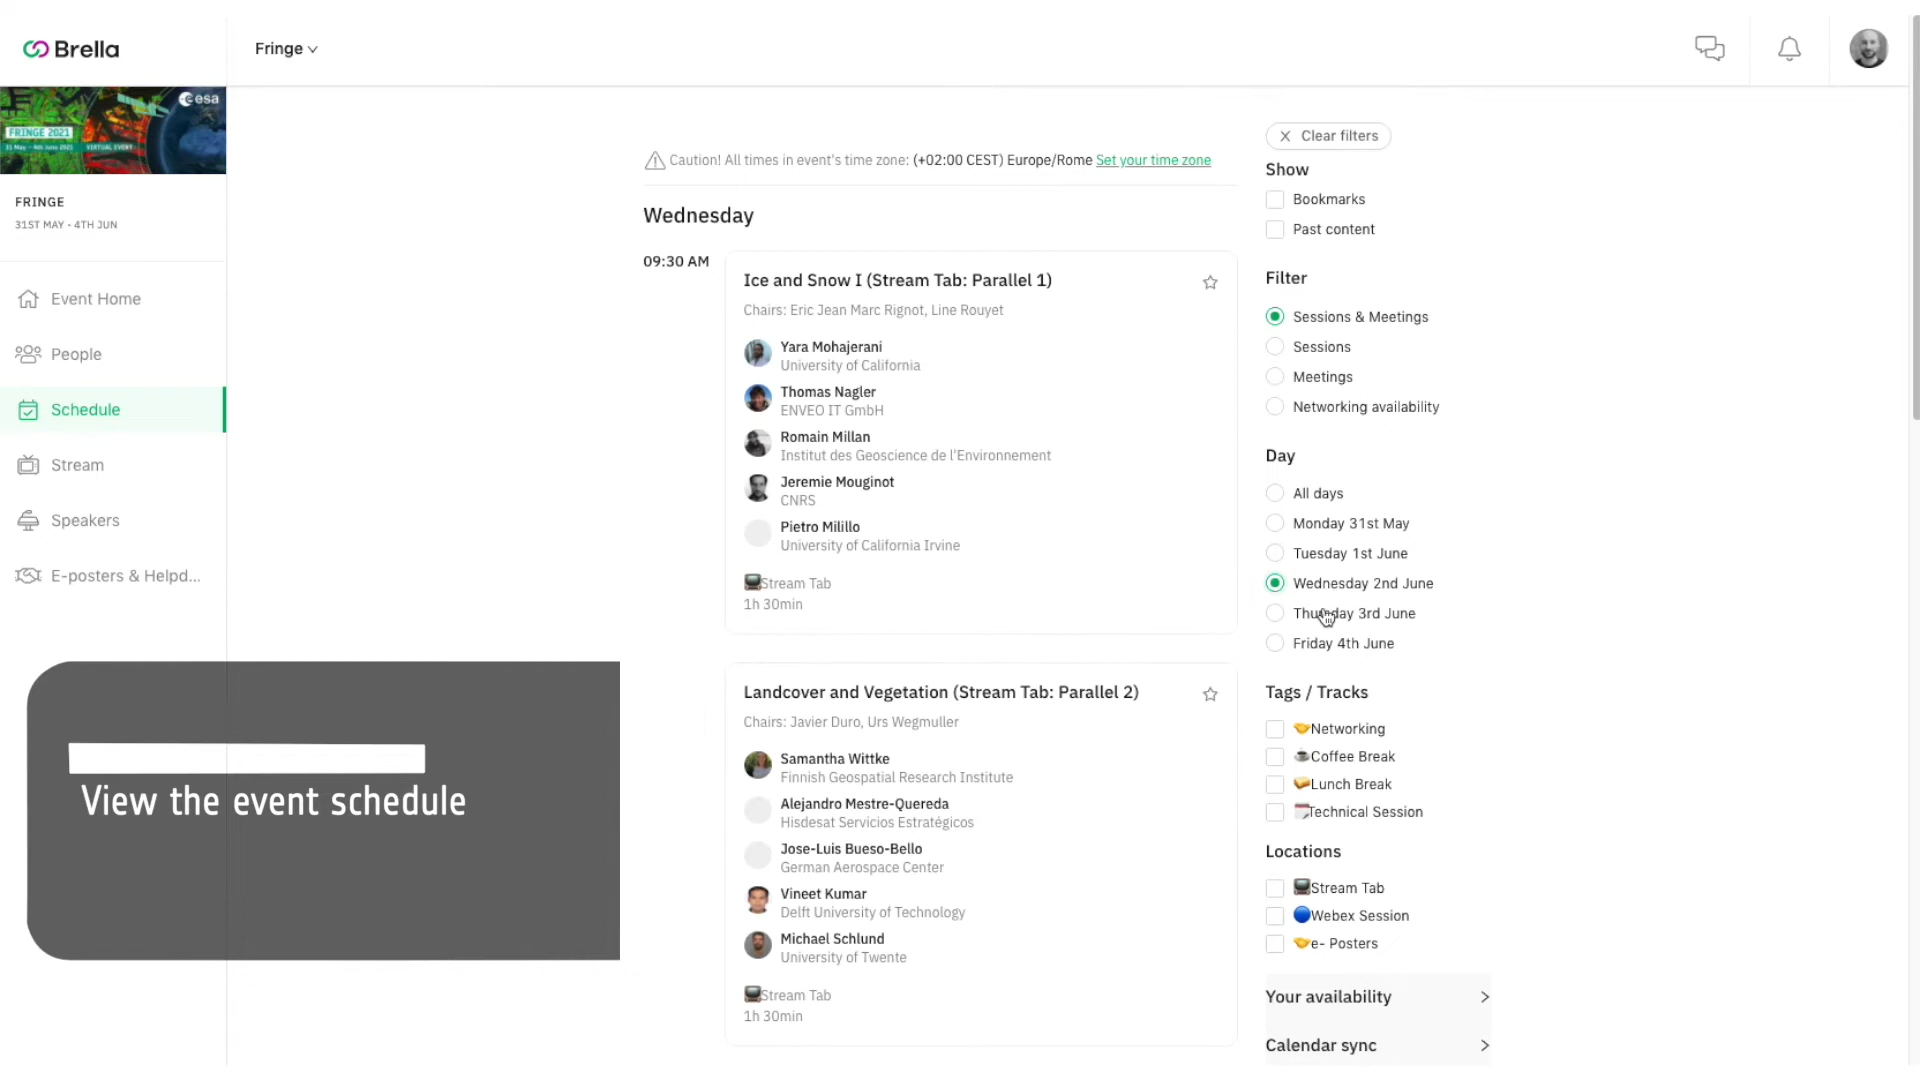 Brella
Fringe
esa
FRINGE 2021
31 May – 4th June 2021 VIRTUAL EVENT
FRINGE
31ST MAY - 4TH JUN
Event Home
People
Schedule
Stream
Speakers
E-posters & Helpd...
View the event schedule
Caution! All times in event's time zone: (+02:00 CEST) Europe/Rome Set your time zone
Wednesday
09:30 AM
Ice and Snow I (Stream Tab: Parallel 1)
Chairs: Eric Jean Marc Rignot, Line Rouyet
Yara Mohajerani
University of California
Thomas Nagler
ENVEO IT GmbH
Romain Millan
Institut des Geoscience de l'Environnement
Jeremie Mouginot
CNRS
Pietro Milillo
University of California Irvine
Stream Tab
1h 30min
Landcover and Vegetation (Stream Tab: Parallel 2)
Chairs: Javier Duro, Urs Wegmuller
Samantha Wittke
Finnish Geospatial Research Institute
Alejandro Mestre-Quereda
Hisdesat Servicios Estratégicos
Jose-Luis Bueso-Bello
German Aerospace Center
Vineet Kumar
Delft University of Technology
Michael Schlund
University of Twente
Stream Tab
1h 30min
Clear filters
Show
Bookmarks
Past content
Filter
Sessions & Meetings
Sessions
Meetings
Networking availability
Day
All days
Monday 31st May
Tuesday 1st June
Wednesday 2nd June
Thursday 3rd June
Friday 4th June
Tags / Tracks
Networking
Coffee Break
Lunch Break
Technical Session
Locations
Stream Tab
Webex Session
e- Posters
Your availability
Calendar sync